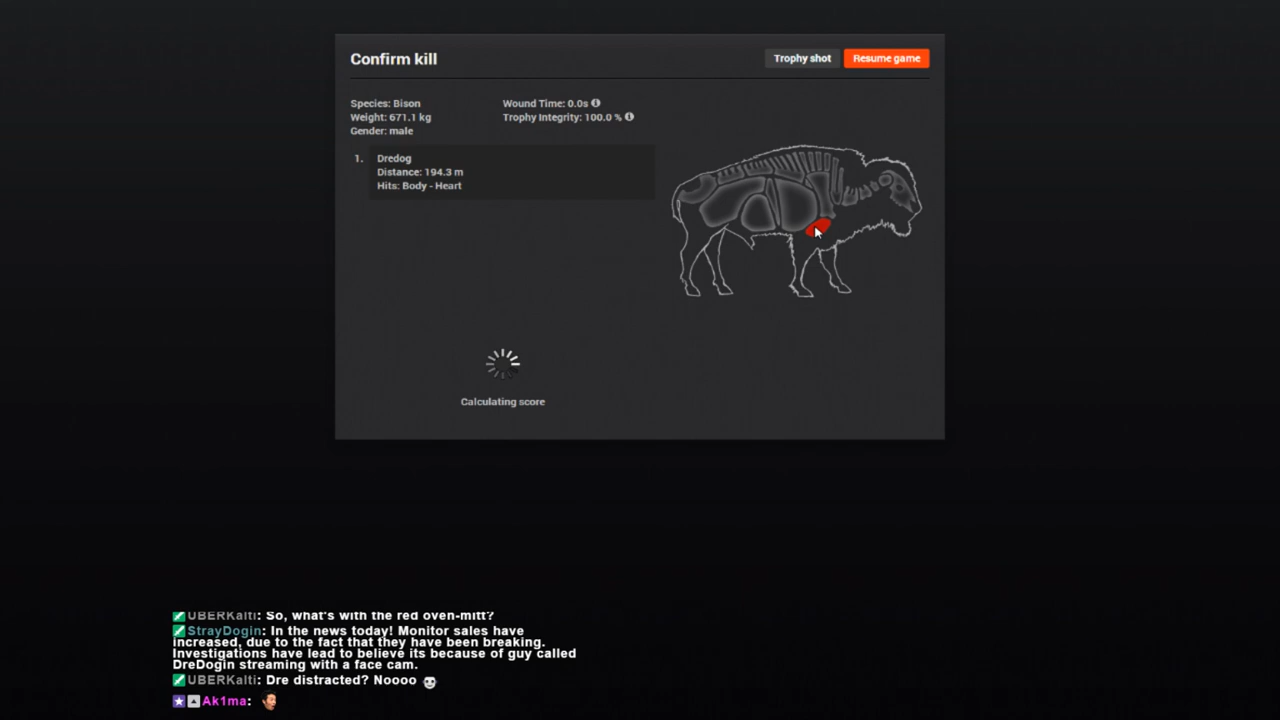 Confirm kill
Trophy shot
Resume game
Species: Bison
Weight: 671.1 kg
Gender: male
Wound Time: 0.0s
Trophy Integrity: 100.0 %
1.
Dredog
Distance: 194.3 m
Hits: Body - Heart
Calculating score
UBERKalti: So, what's with the red oven-mitt?
StrayDogin: In the news today! Monitor sales have
increased, due to the fact that they have been breaking.
Investigations have lead to believe its because of guy called
DreDogin streaming with a face cam.
UBERKalti: Dre distracted? Noooo
Ak1ma: